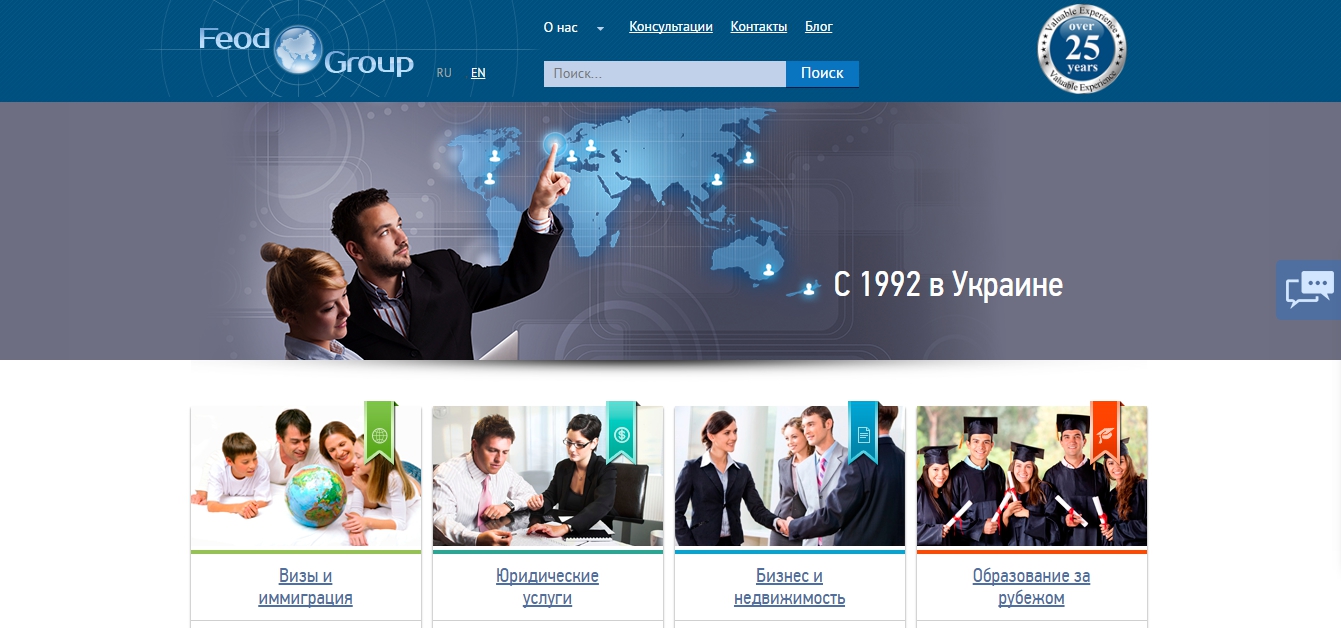 Feod
Group
RU
EN
О нас
Консультации
Контакты
Блог
Поиск...
Поиск
Valuable Experience
over
25
years
Valuable Experience
С 1992 в Украине
Визы и
иммиграция
Юридические
услуги
Бизнес и
недвижимость
Образование за
рубежом